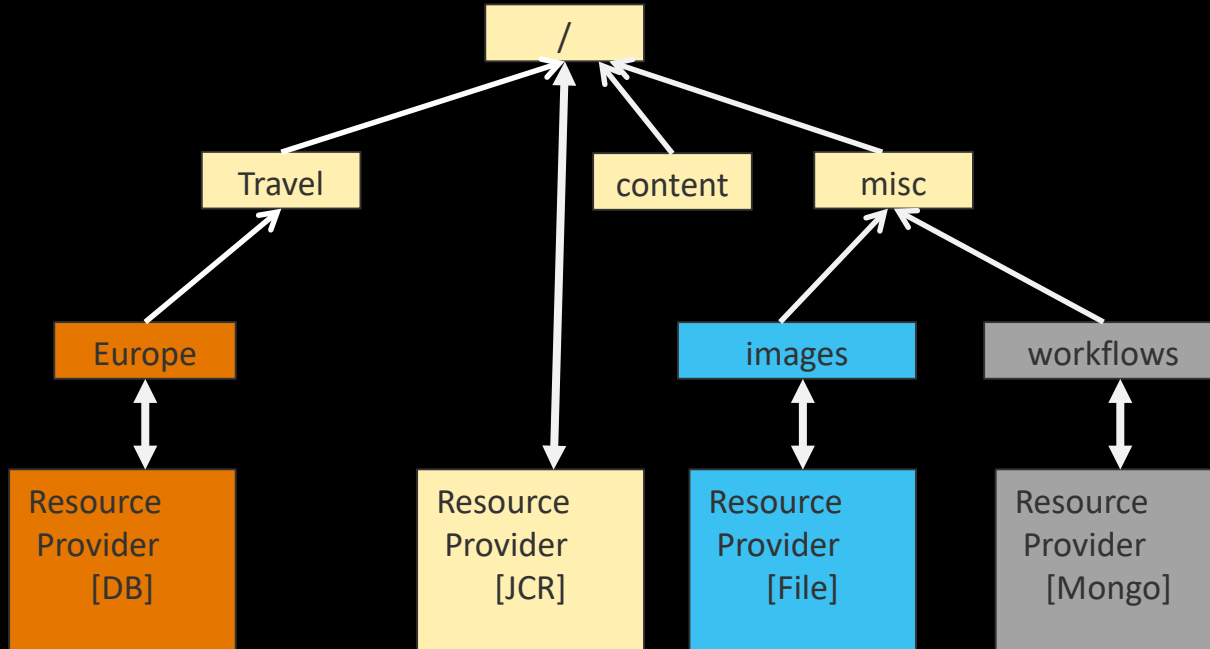 /
Travel
content
misc
Europe
images
workflows
Resource
Provider
[DB]
Resource
Provider
[JCR]
Resource
Provider
[File]
Resource
Provider
[Mongo]